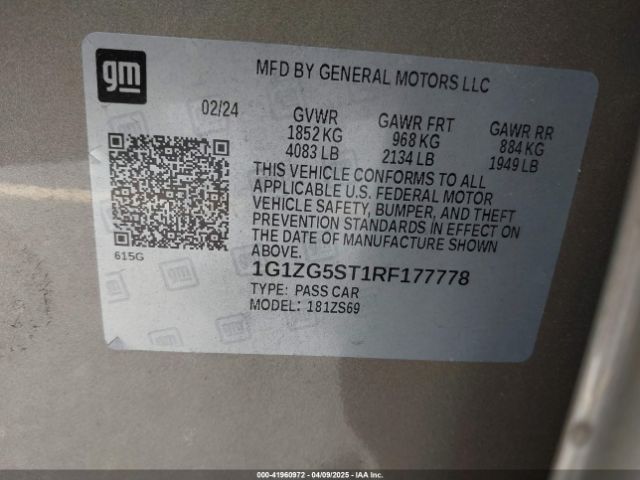 gm
MFD BY GENERAL MOTORS LLC
02/24
GVWR
1852 KG
4083 LB
GAWR FRT
968 KG
2134 LB
GAWR RR
884 KG
1949 LB
THIS VEHICLE CONFORMS TO ALL
APPLICABLE U.S. FEDERAL MOTOR
VEHICLE SAFETY, BUMPER, AND THEFT
PREVENTION STANDARDS IN EFFECT ON
THE DATE OF MANUFACTURE SHOWN
ABOVE.
615G
1G1ZG5ST1RF177778
TYPE: PASS CAR
MODEL: 181ZS69
000-41960972 - 04/09/2025 - IAA Inc.